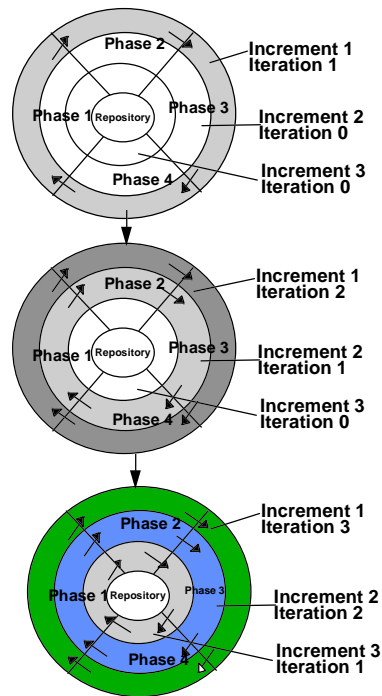 Phase 2
Increment 1
Iteration 1
Phase 1
Repository
Phase 3
Increment 2
Iteration 0
Phase 4
Increment 3
Iteration 0
Phase 2
Increment 1
Iteration 2
Phase 1
Repository
Phase 3
Increment 2
Iteration 1
Phase 4
Increment 3
Iteration 0
Phase 2
Increment 1
Iteration 3
Phase 1
Repository
Phase 3
Increment 2
Iteration 2
Phase 4
Increment 3
Iteration 1